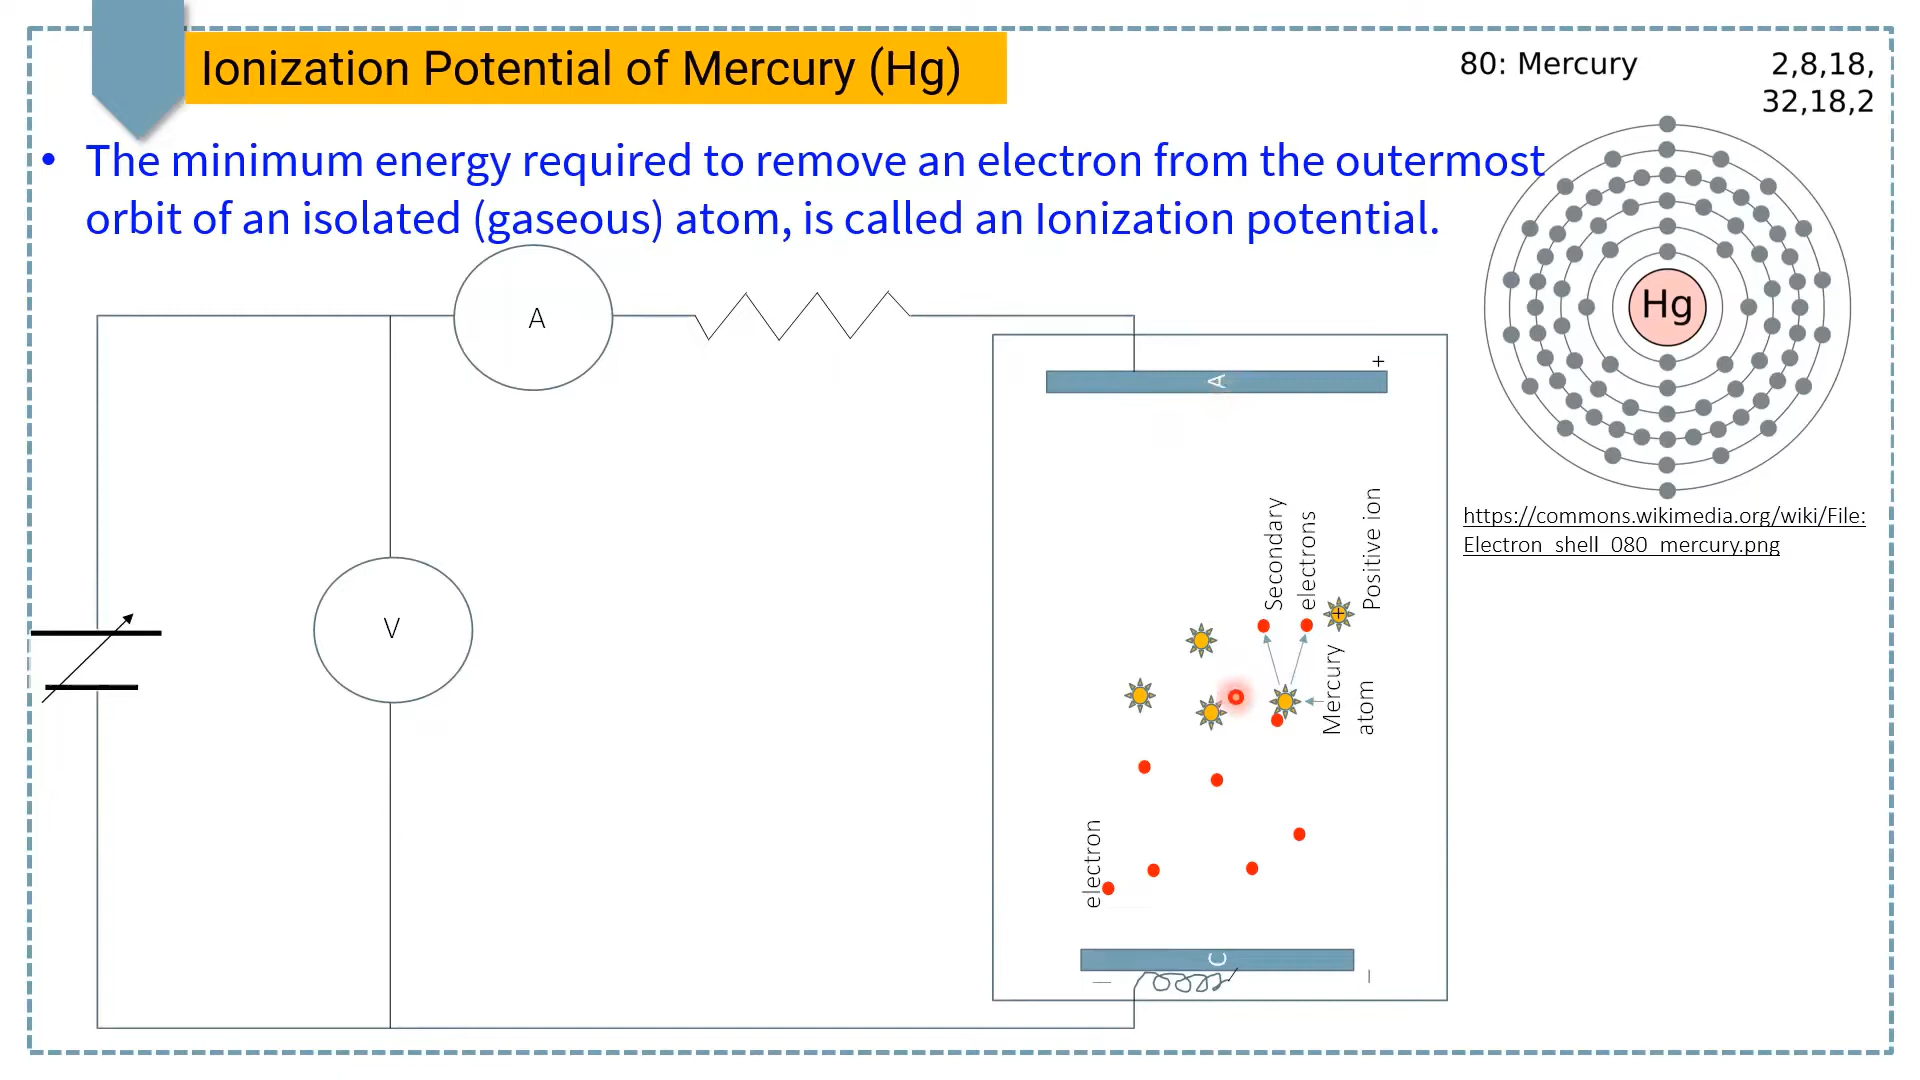 Ionization Potential of Mercury (Hg)
80: Mercury 2,8,18,
32,18,2
• The minimum energy required to remove an electron from the outermost
orbit of an isolated (gaseous) atom, is called an Ionization potential.
Hg
A
+
A
https://commons.wikimedia.org/wiki/File:
Electron_shell_080_mercury.png
Secondary
electrons
Positive ion
+
V
Mercury
atom
electron
C